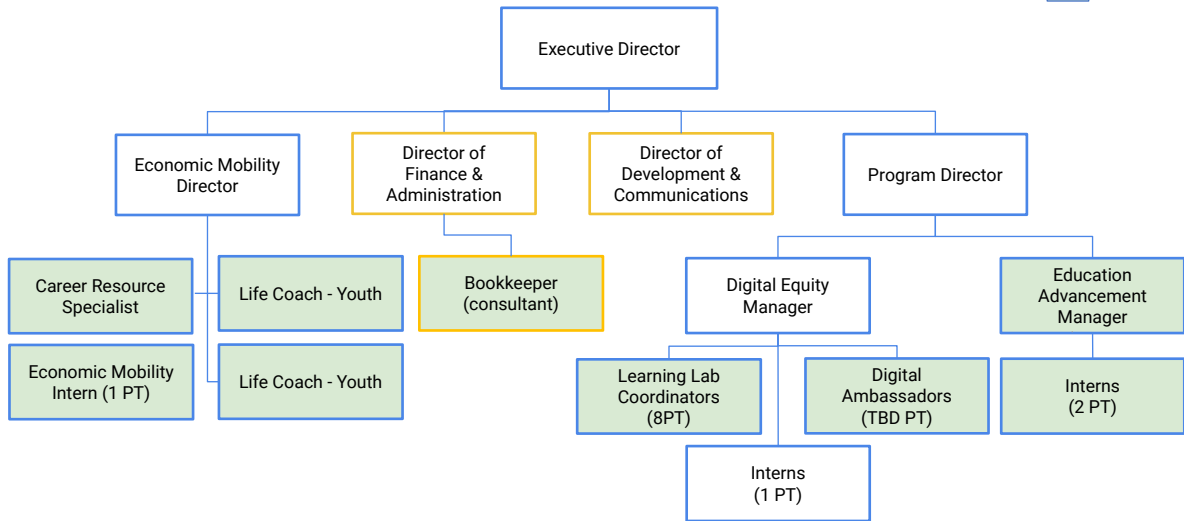 Executive Director
Economic Mobility
Director
Director of
Finance &
Administration
Director of
Development &
Communications
Program Director
Career Resource
Specialist
Life Coach - Youth
Bookkeeper
(consultant)
Digital Equity
Manager
Education
Advancement
Manager
Economic Mobility
Intern (1 PT)
Life Coach - Youth
Learning Lab
Coordinators
(8PT)
Digital
Ambassadors
(TBD PT)
Interns
(2 PT)
Interns
(1 PT)